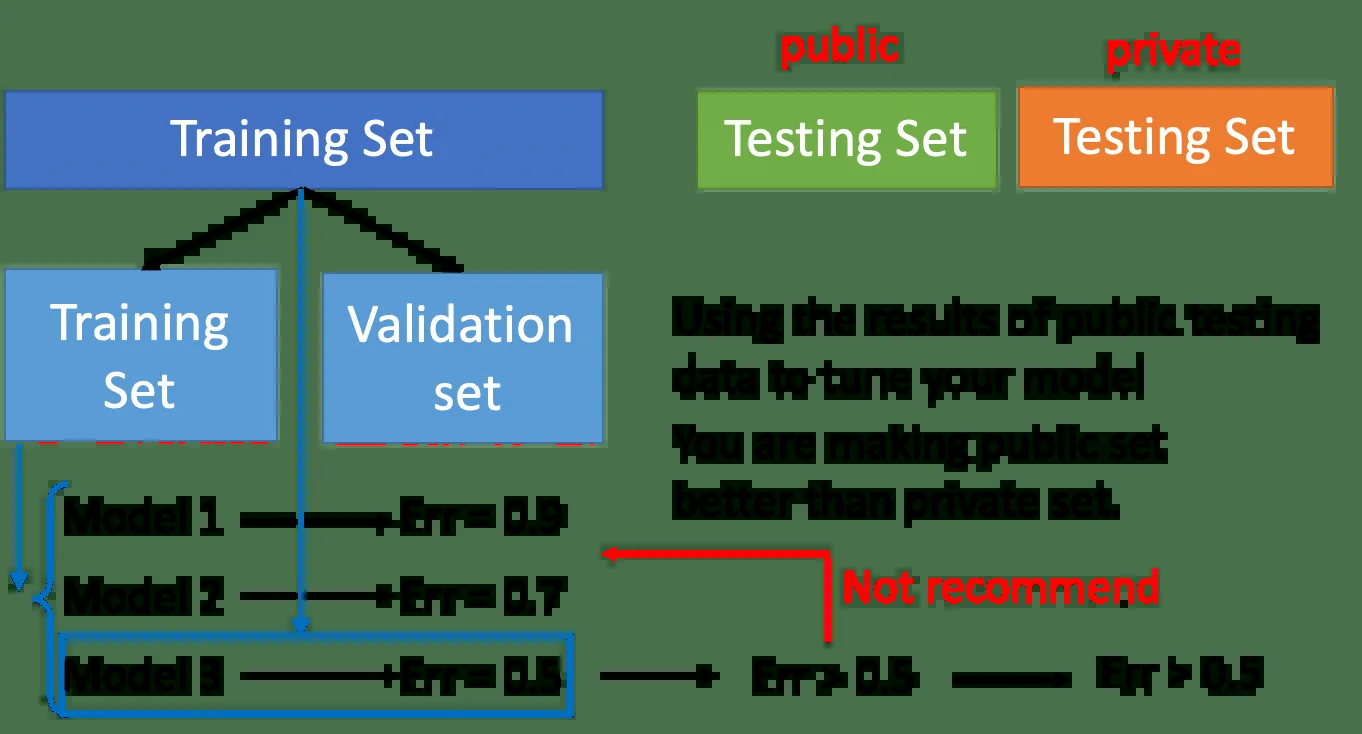 public
private
Training Set
Testing Set
Testing Set
Training
Set
Validation
set
Using the results of public testing
data to tune your model
You are making public set
better than private set.
Model 1
Err = 0.9
Model 2
Err = 0.7
Not recommend
Model 3
Err = 0.5
Err > 0.5
Err > 0.5